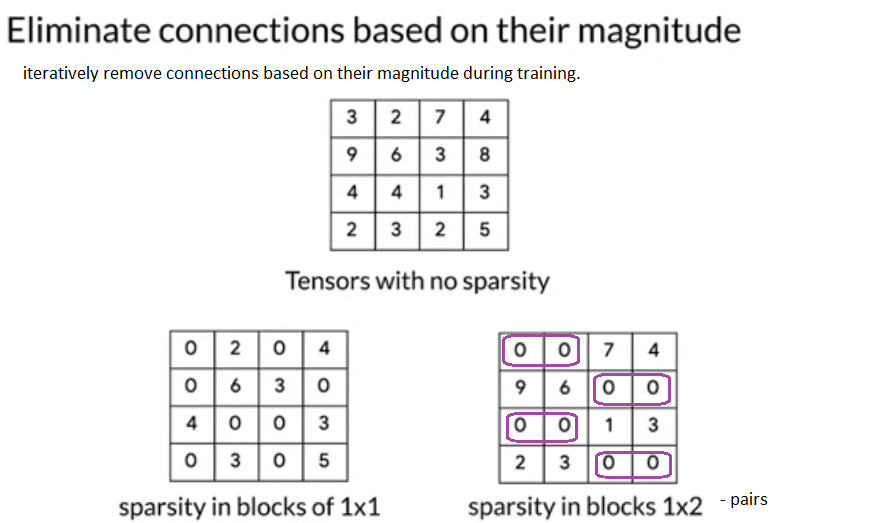 Eliminate connections based on their magnitude
iteratively remove connections based on their magnitude during training.
3 2 7 4
9 6 3 8
4 4 1 3
2 3 2 5
Tensors with no sparsity
0 2 0 4
0 6 3 0
4 0 0 3
0 3 0 5
sparsity in blocks of 1x1
0 0 7 4
9 6 0 0
0 0 1 3
2 3 0 0
sparsity in blocks 1x2 - pairs